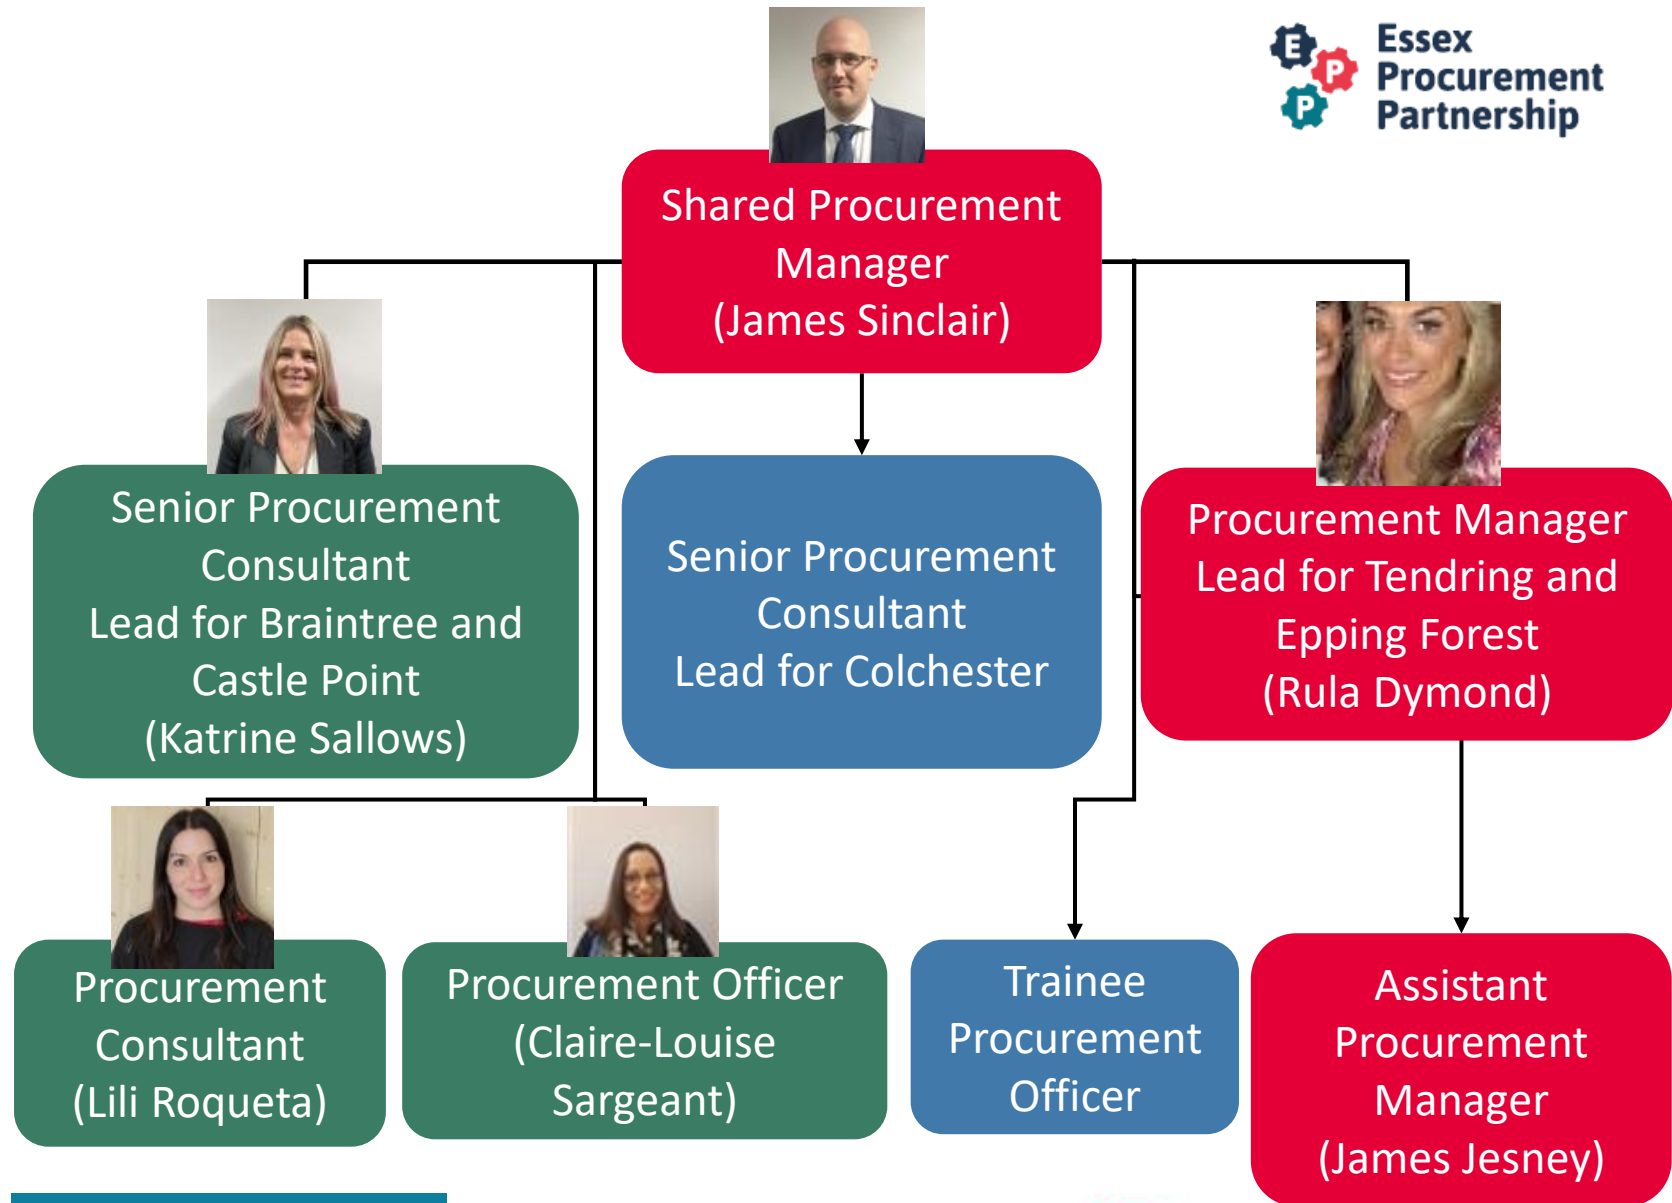 E
P
P
Essex
Procurement
Partnership
Shared Procurement
Manager
(James Sinclair)
Senior Procurement
Consultant
Lead for Braintree and
Castle Point
(Katrine Sallows)
Senior Procurement
Consultant
Lead for Colchester
Procurement Manager
Lead for Tendring and
Epping Forest
(Rula Dymond)
Procurement
Consultant
(Lili Roqueta)
Procurement Officer
(Claire-Louise
Sargeant)
Trainee
Procurement
Officer
Assistant
Procurement
Manager
(James Jesney)